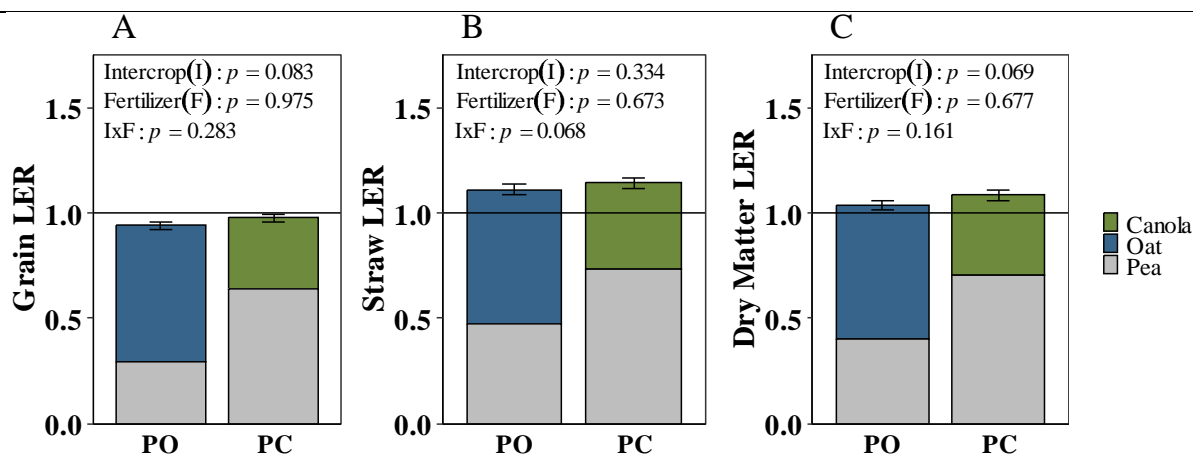 A
Intercrop(I) : p = 0.083
Fertilizer(F) : p = 0.975
IxF : p = 0.283
Grain LER
1.5
1.0
0.5
0.0
PO PC
B
Intercrop(I) : p = 0.334
Fertilizer(F) : p = 0.673
IxF : p = 0.068
Straw LER
1.5
1.0
0.5
0.0
PO PC
C
Intercrop(I) : p = 0.069
Fertilizer(F) : p = 0.677
IxF : p = 0.161
Dry Matter LER
1.5
1.0
0.5
0.0
PO PC
Canola
Oat
Pea